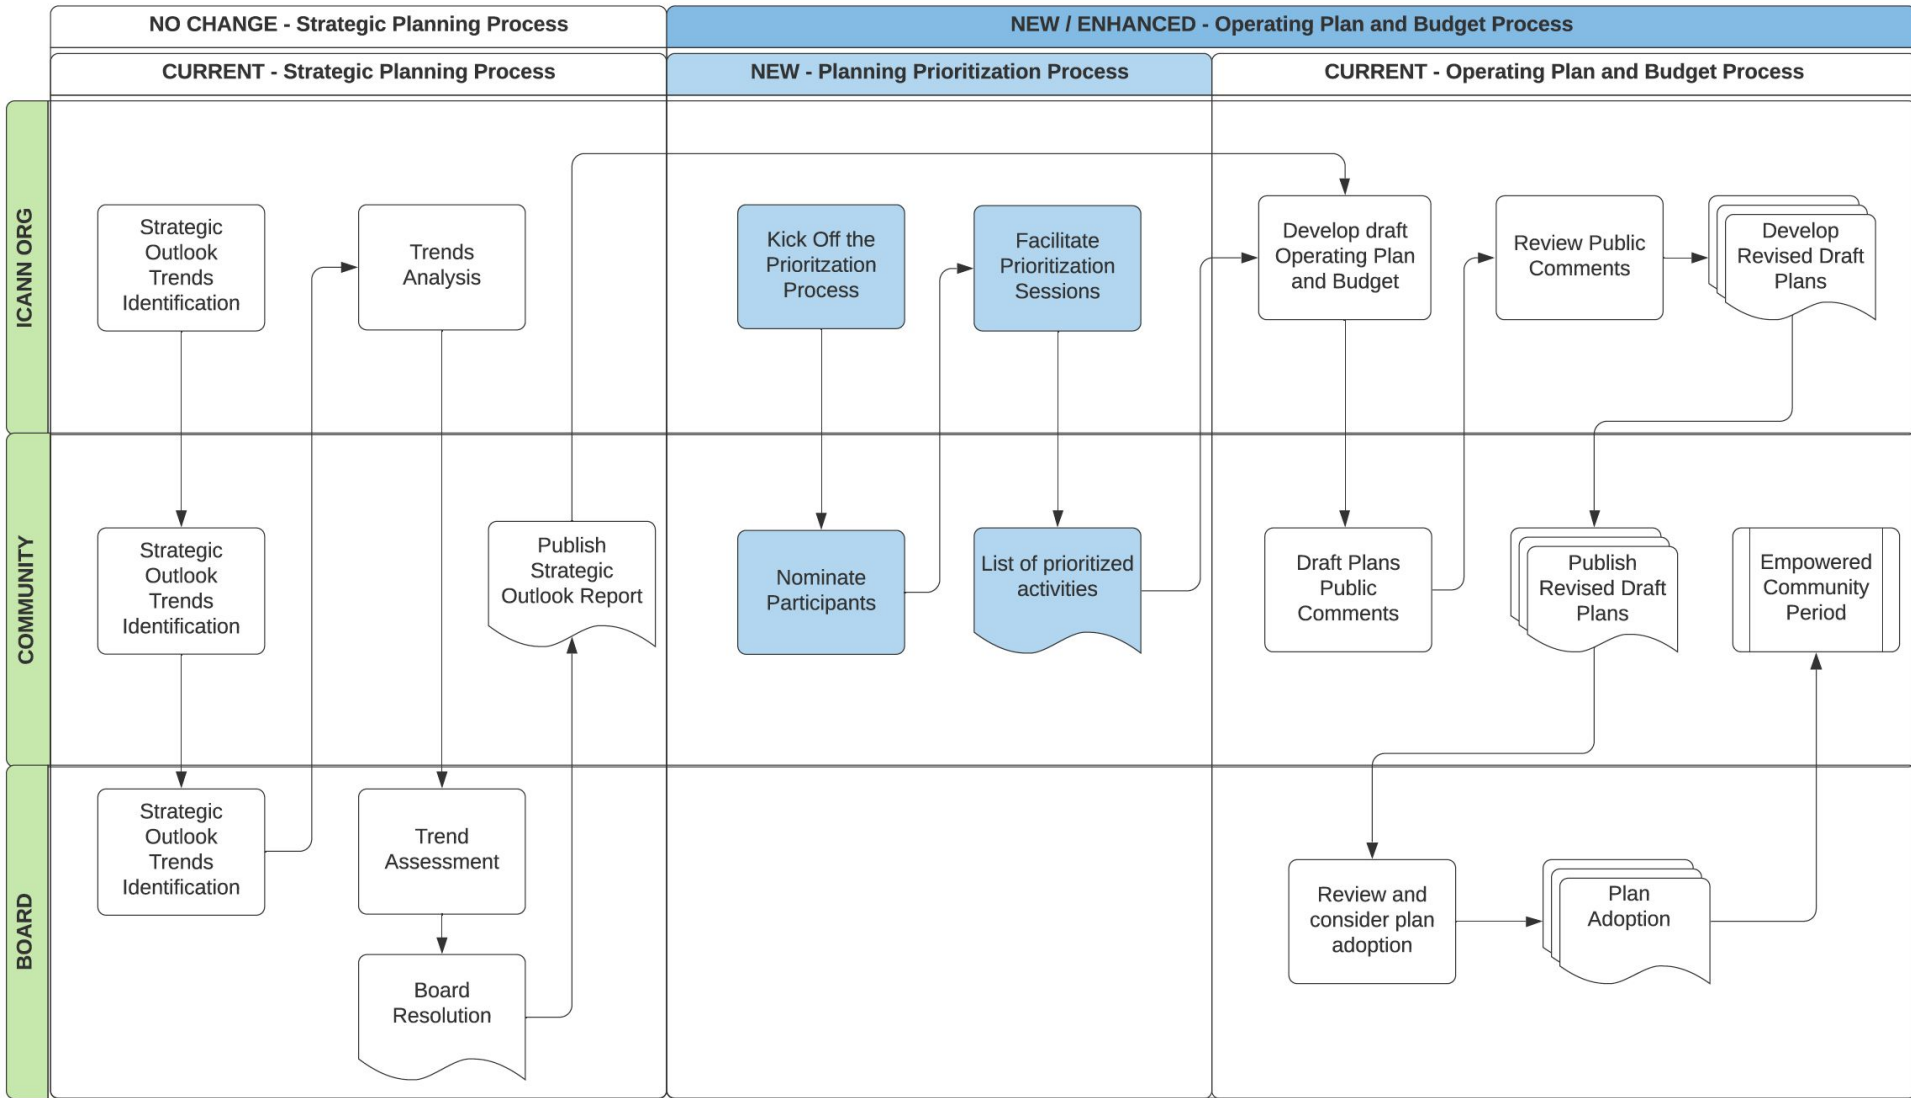 NO CHANGE - Strategic Planning Process
NEW / ENHANCED - Operating Plan and Budget Process
CURRENT - Strategic Planning Process
NEW - Planning Prioritization Process
CURRENT - Operating Plan and Budget Process
ICANN ORG
Strategic
Outlook
Trends
Identification
Trends
Analysis
Kick Off the
Prioritzation
Process
Facilitate
Prioritization
Sessions
Develop draft
Operating Plan
and Budget
Review Public
Comments
Develop
Revised Draft
Plans
COMMUNITY
Strategic
Outlook
Trends
Identification
Publish
Strategic
Outlook Report
Nominate
Participants
List of prioritized
activities
Draft Plans
Public
Comments
Publish
Revised Draft
Plans
Empowered
Community
Period
BOARD
Strategic
Outlook
Trends
Identification
Trend
Assessment
Board
Resolution
Review and
consider plan
adoption
Plan
Adoption